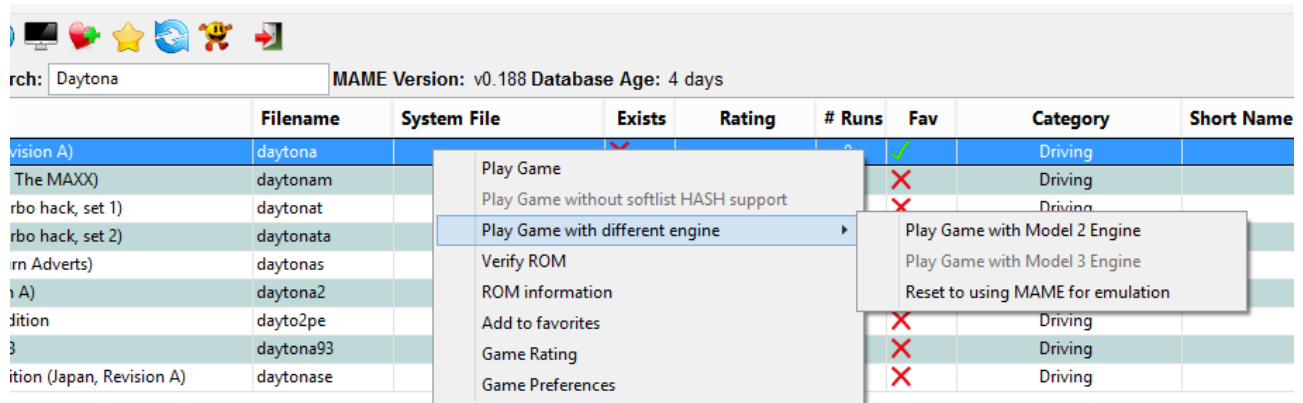 rch: Daytona MAME Version: v0.188 Database Age: 4 days
Filename System File Exists Rating # Runs Fav Category Short Name
vision A) daytona Driving
The MAXX) daytonam Driving
rbo hack, set 1) daytonat Driving
rbo hack, set 2) daytonata
rn Adverts) daytonas
n A) daytona2
dition dayto2pe Driving
3 daytona93 Driving
ition (Japan, Revision A) daytonase Driving
Play Game
Play Game without softlist HASH support
Play Game with different engine
Verify ROM
ROM information
Add to favorites
Game Rating
Game Preferences
Play Game with Model 2 Engine
Play Game with Model 3 Engine
Reset to using MAME for emulation